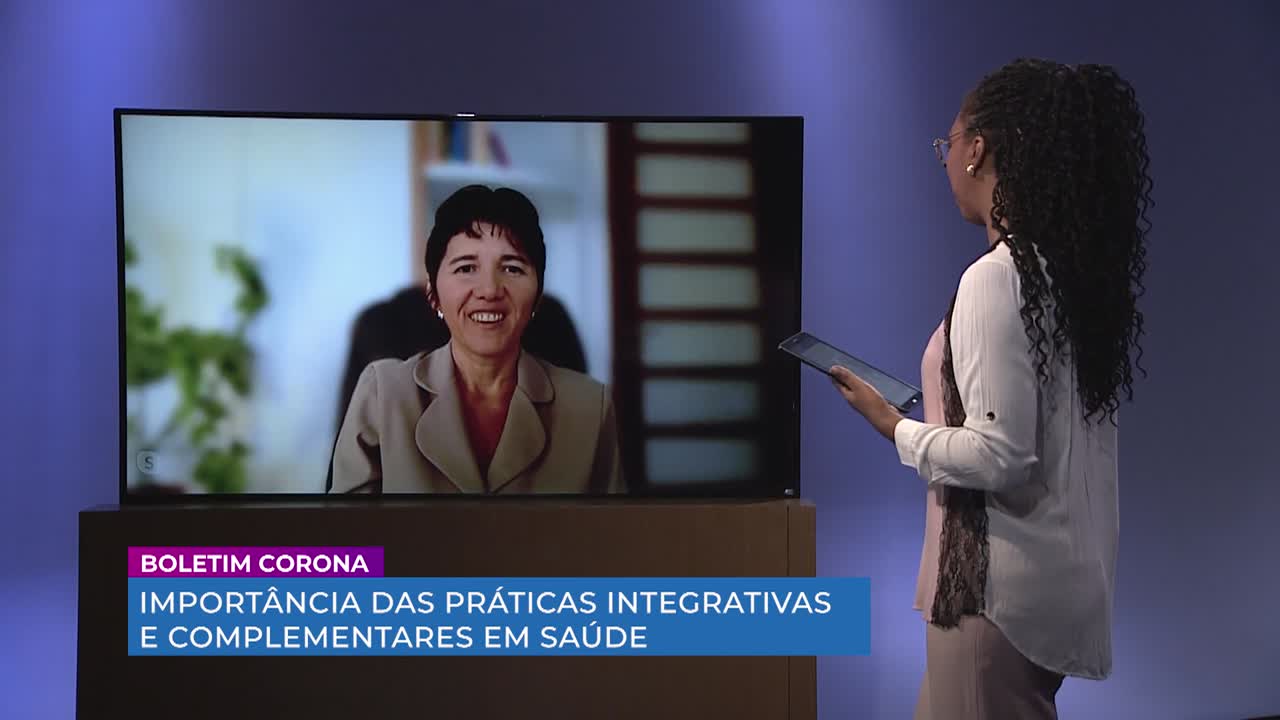 S
BOLETIM CORONA
IMPORTÂNCIA DAS PRÁTICAS INTEGRATIVAS
E COMPLEMENTARES EM SAÚDE